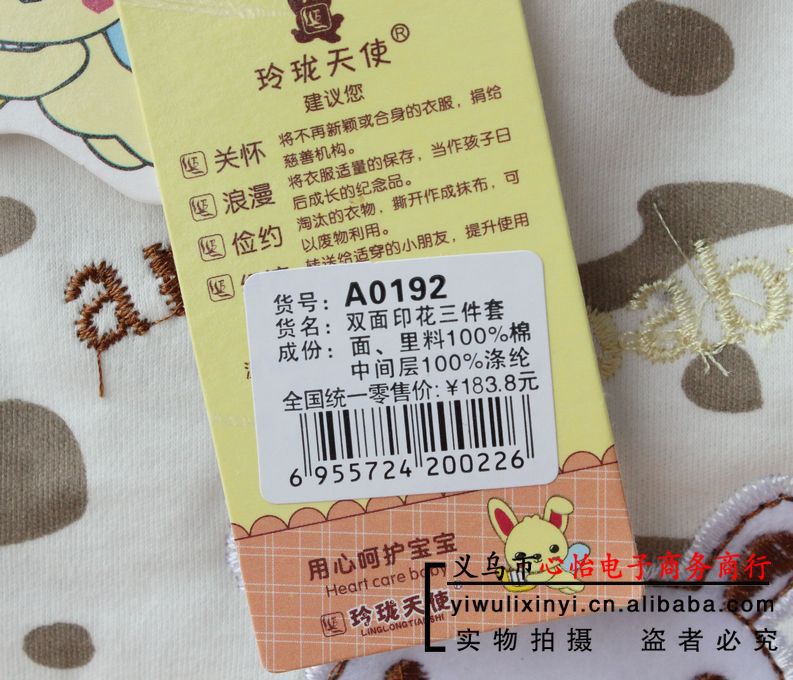 玲珑天使®
建议您
关怀 将不再新颖或合身的衣服，捐给
慈善机构。
浪漫 将衣服适量的保存，当作孩子日
后成长的纪念品。
俭约 淘汰的衣物，撕开作成抹布，可
以废物利用。
转送给适穿的小朋友，提升使用
货号：A0192
货名：双面印花三件套
成份：面、里料100%棉
中间层100%涤纶
全国统一零售价：¥183.8元
6 955724 200226
用心呵护宝宝
Heart care baby
玲珑天使
LINGLONGTIANSHI
义乌市心怡电子商务商行
yiwulixinyi.cn.alibaba.com
实物拍摄 盗者必究
ab